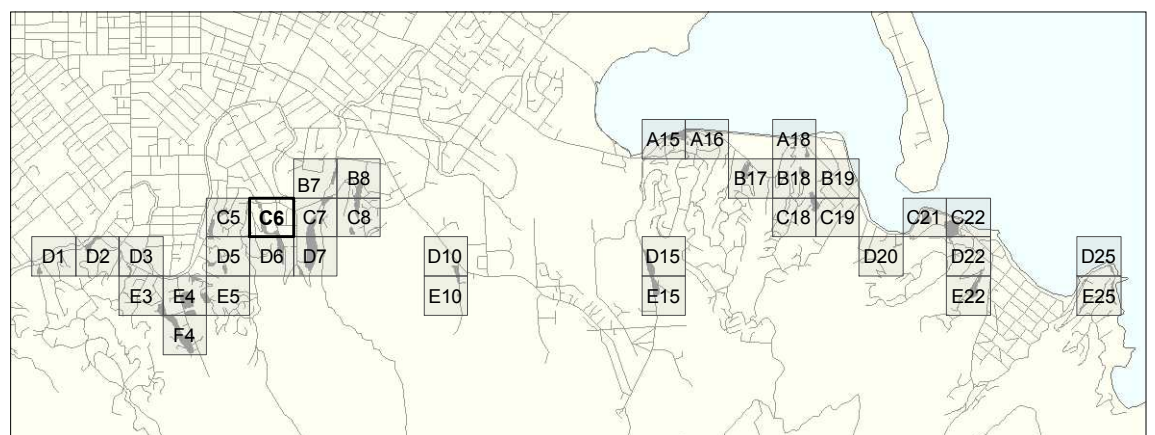 A15 A16 A18
B7 B8 B17 B18 B19
C5 C6 C7 C8 C18 C19 C21 C22
D1 D2 D3 D5 D6 D7 D10 D15 D20 D22 D25
E3 E4 E5 E10 E15 E22 E25
F4